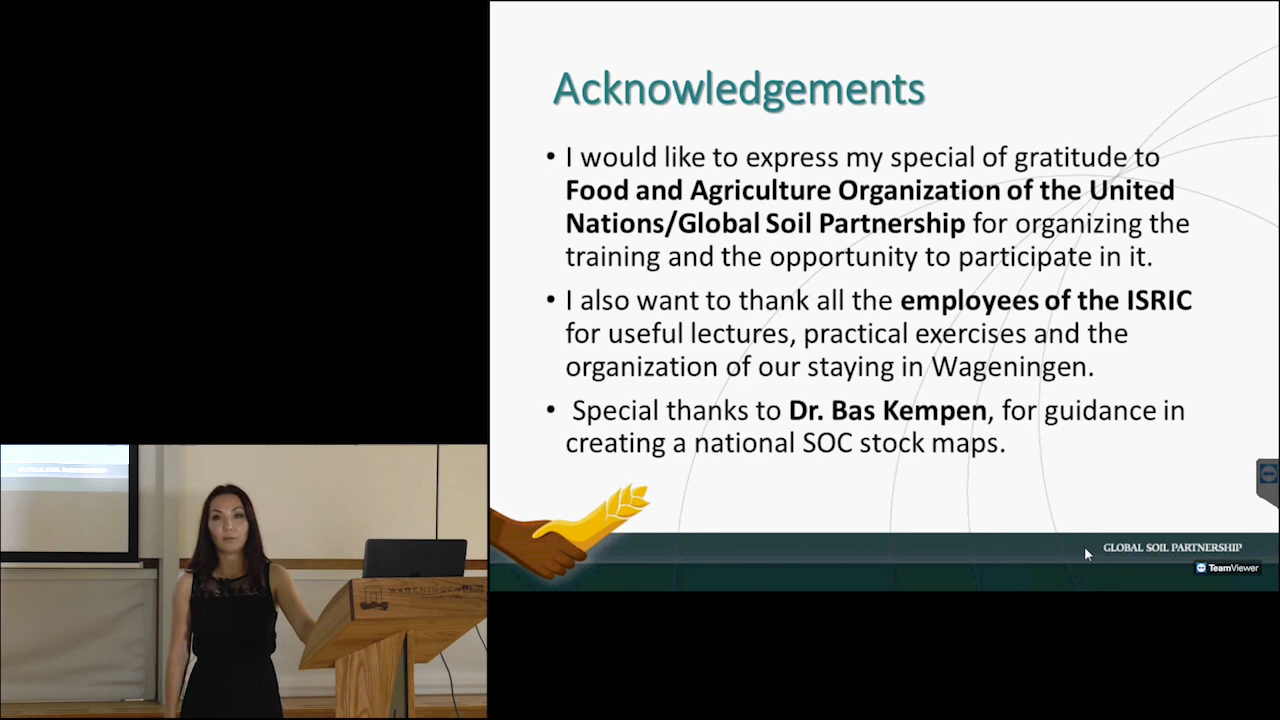 Acknowledgements
• I would like to express my special of gratitude to
Food and Agriculture Organization of the United
Nations/Global Soil Partnership for organizing the
training and the opportunity to participate in it.
• I also want to thank all the employees of the ISRIC
for useful lectures, practical exercises and the
organization of our staying in Wageningen.
• Special thanks to Dr. Bas Kempen, for guidance in
creating a national SOC stock maps.
GLOBAL SOIL PARTNERSHIP
TeamViewer
WAGENINGEN